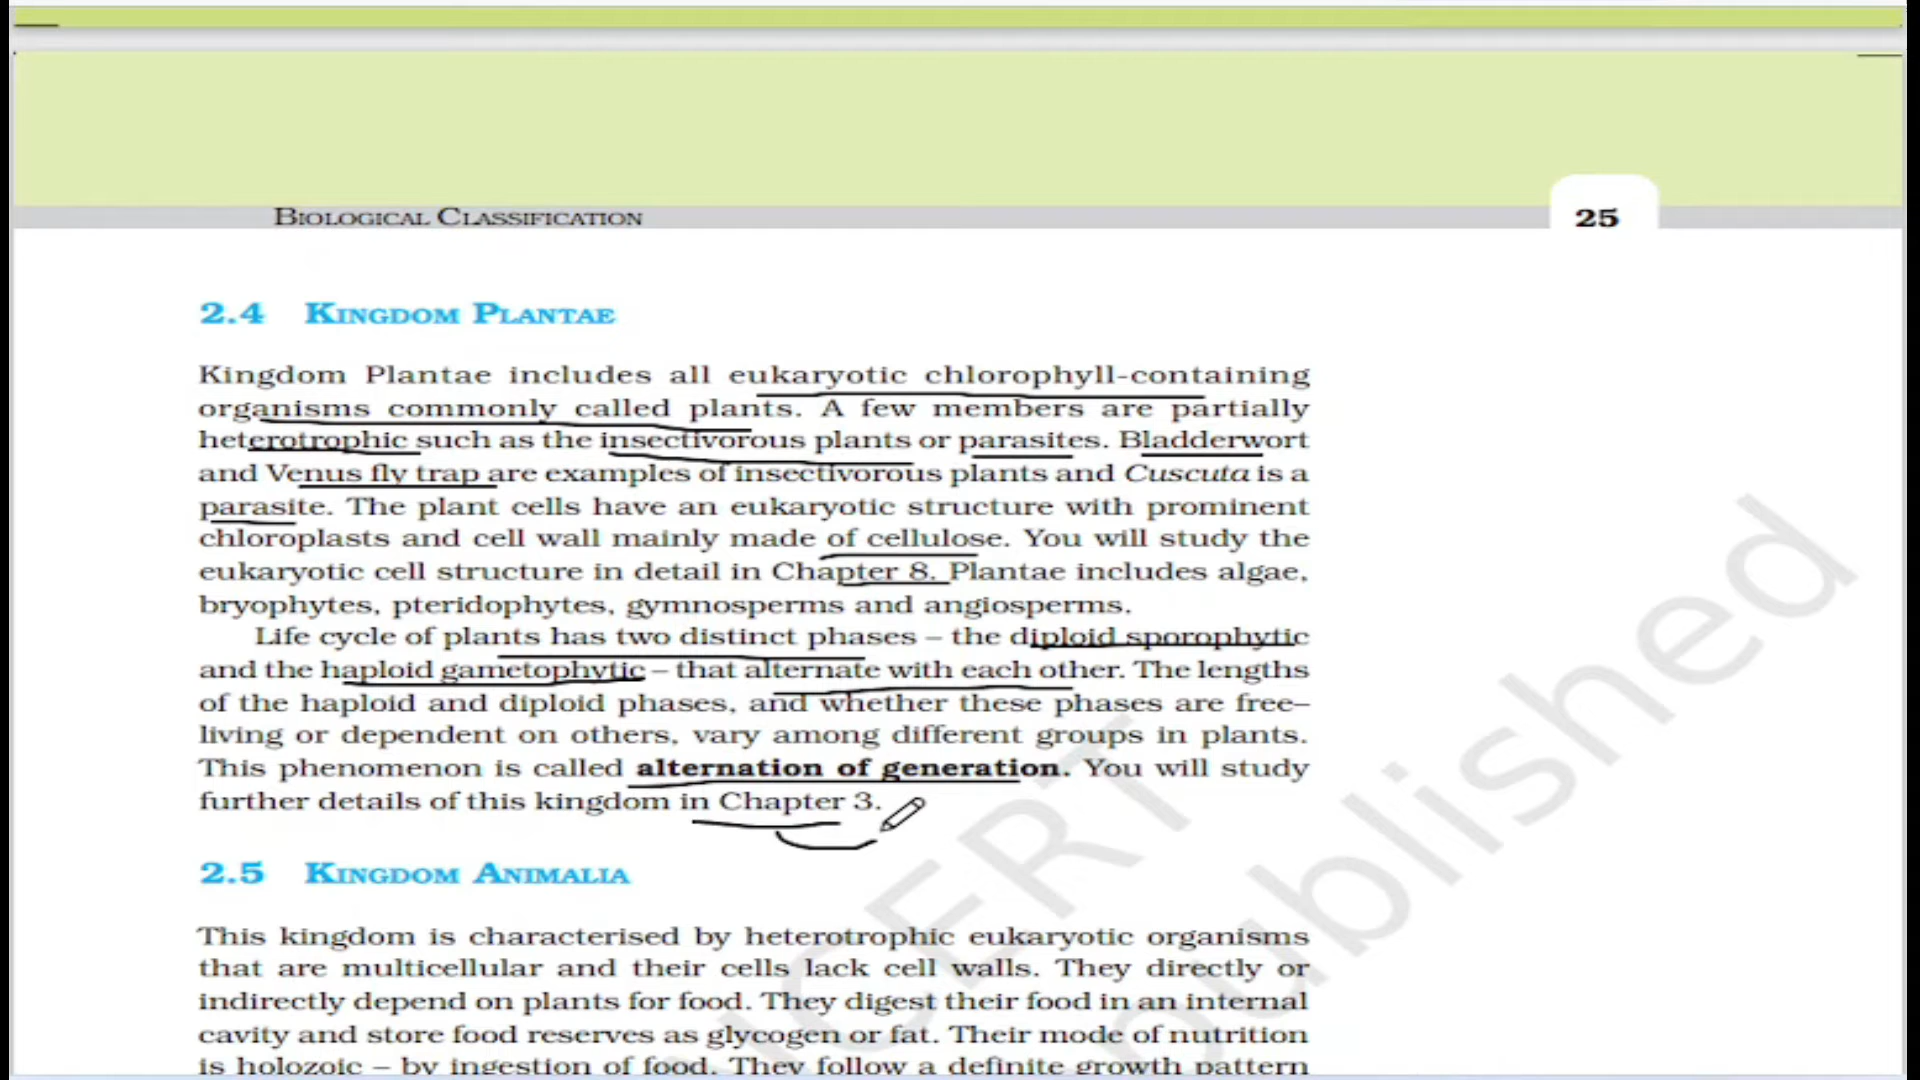 BIOLOGICAL CLASSIFICATION
25
2.4 KINGDOM PLANTAE
Kingdom Plantae includes all eukaryotic chlorophyll-containing
organisms commonly called plants. A few members are partially
heterotrophic such as the insectivorous plants or parasites. Bladderwort
and Venus fly trap are examples of insectivorous plants and Cuscuta is a
parasite. The plant cells have an eukaryotic structure with prominent
chloroplasts and cell wall mainly made of cellulose. You will study the
eukaryotic cell structure in detail in Chapter 8. Plantae includes algae,
bryophytes, pteridophytes, gymnosperms and angiosperms.
Life cycle of plants has two distinct phases – the diploid sporophytic
and the haploid gametophytic – that alternate with each other. The lengths
of the haploid and diploid phases, and whether these phases are free–
living or dependent on others, vary among different groups in plants.
This phenomenon is called alternation of generation. You will study
further details of this kingdom in Chapter 3.
2.5 KINGDOM ANIMALIA
This kingdom is characterised by heterotrophic eukaryotic organisms
that are multicellular and their cells lack cell walls. They directly or
indirectly depend on plants for food. They digest their food in an internal
cavity and store food reserves as glycogen or fat. Their mode of nutrition
is holozoic – by ingestion of food. They follow a definite growth pattern
NCERT
published